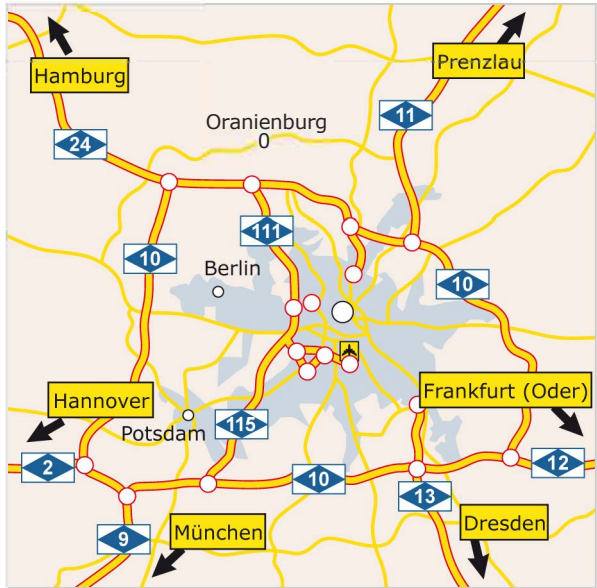 Hamburg
Prenzlau
11
Oranienburg
0
24
111
10
Berlin
10
Hannover
Frankfurt (Oder)
Potsdam
115
2
10
12
13
9
München
Dresden